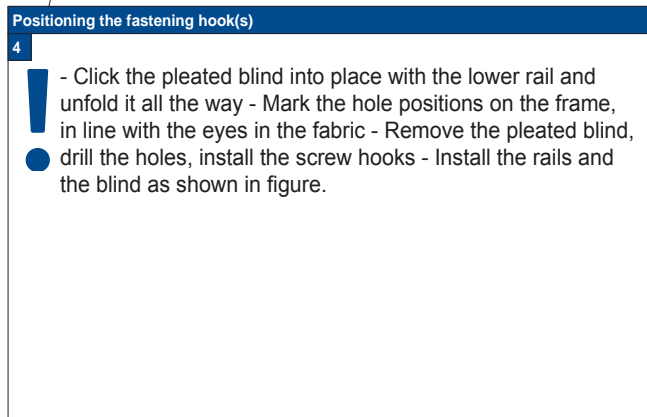 Positioning the fastening hook(s)
4
- Click the pleated blind into place with the lower rail and
unfold it all the way - Mark the hole positions on the frame,
in line with the eyes in the fabric - Remove the pleated blind,
drill the holes, install the screw hooks - Install the rails and
the blind as shown in figure.